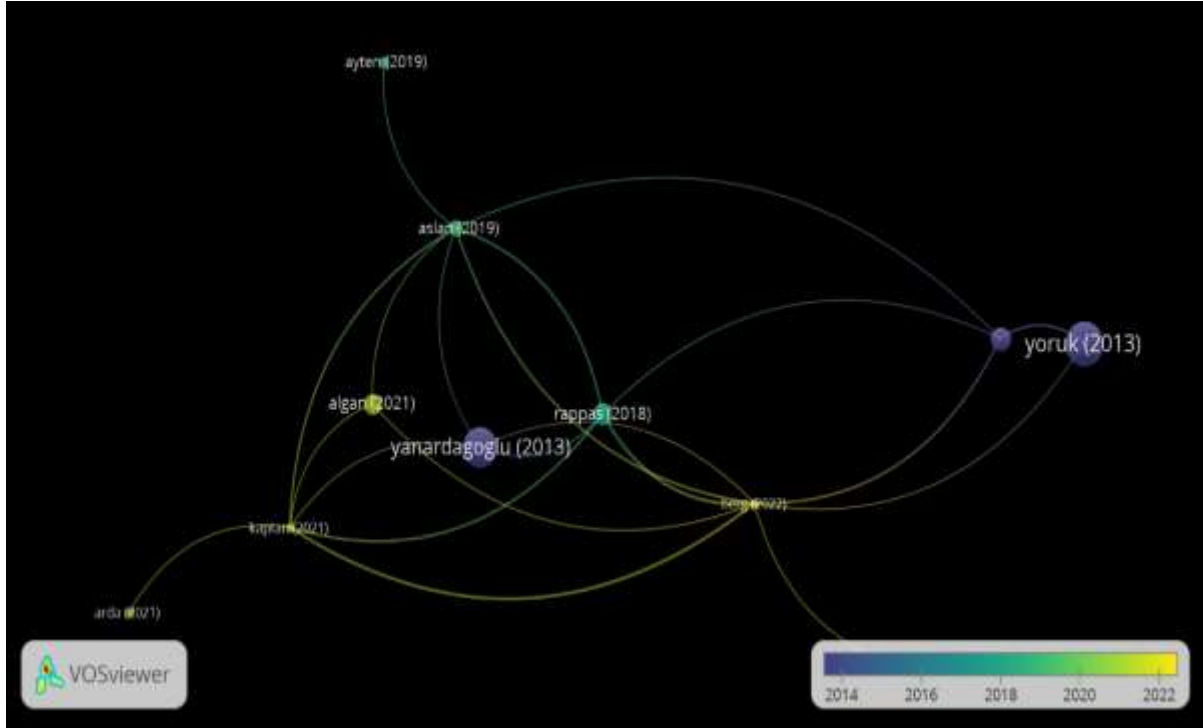 ayten (2019)
aslan (2019)
yoruk (2013)
algan (2021)
rappas (2018)
yanardagoglu (2013)
kaptan (2021)
(2022)
arda (2021)
VOSviewer
2014 2016 2018 2020 2022